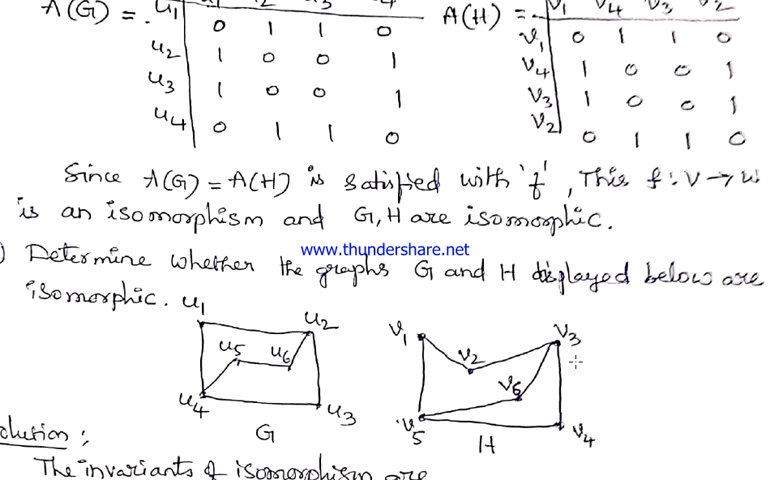 A(G) = u1 0 1 1 0
u2 1 0 0 1
u3 1 0 0 1
u4 0 1 1 0
A(H) = v1 v4 v3 v2
v1 0 1 1 0
v4 1 0 0 1
v3 1 0 0 1
v2 0 1 1 0
Since A(G) = A(H) is satisfied with 'f', This f: V → W
is an isomorphism and G, H are isomorphic.
www.thundershare.net
) Determine whether the graphs G and H displayed below are
isomorphic.
u1 u2
u5 u6
u4 u3
G
v1 v3
v2
v6
v5 v4
H
olution:
The invariants of isomorphism are